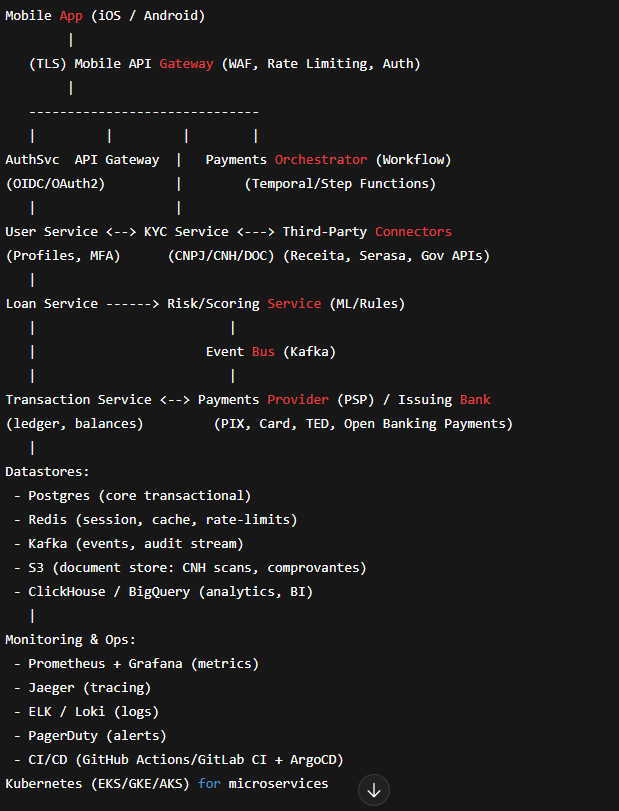 Mobile App (iOS / Android)
|
(TLS) Mobile API Gateway (WAF, Rate Limiting, Auth)
|
------------------------------
| | | |
AuthSvc API Gateway | Payments Orchestrator (Workflow)
(OIDC/OAuth2) | (Temporal/Step Functions)
| |
User Service <--> KYC Service <---> Third-Party Connectors
(Profiles, MFA) (CNPJ/CNH/DOC) (Receita, Serasa, Gov APIs)
|
Loan Service ------> Risk/Scoring Service (ML/Rules)
| |
| Event Bus (Kafka)
| |
Transaction Service <--> Payments Provider (PSP) / Issuing Bank
(ledger, balances) (PIX, Card, TED, Open Banking Payments)
|
Datastores:
- Postgres (core transactional)
- Redis (session, cache, rate-limits)
- Kafka (events, audit stream)
- S3 (document store: CNH scans, comprovantes)
- ClickHouse / BigQuery (analytics, BI)
|
Monitoring & Ops:
- Prometheus + Grafana (metrics)
- Jaeger (tracing)
- ELK / Loki (logs)
- PagerDuty (alerts)
- CI/CD (GitHub Actions/GitLab CI + ArgoCD)
Kubernetes (EKS/GKE/AKS) for microservices